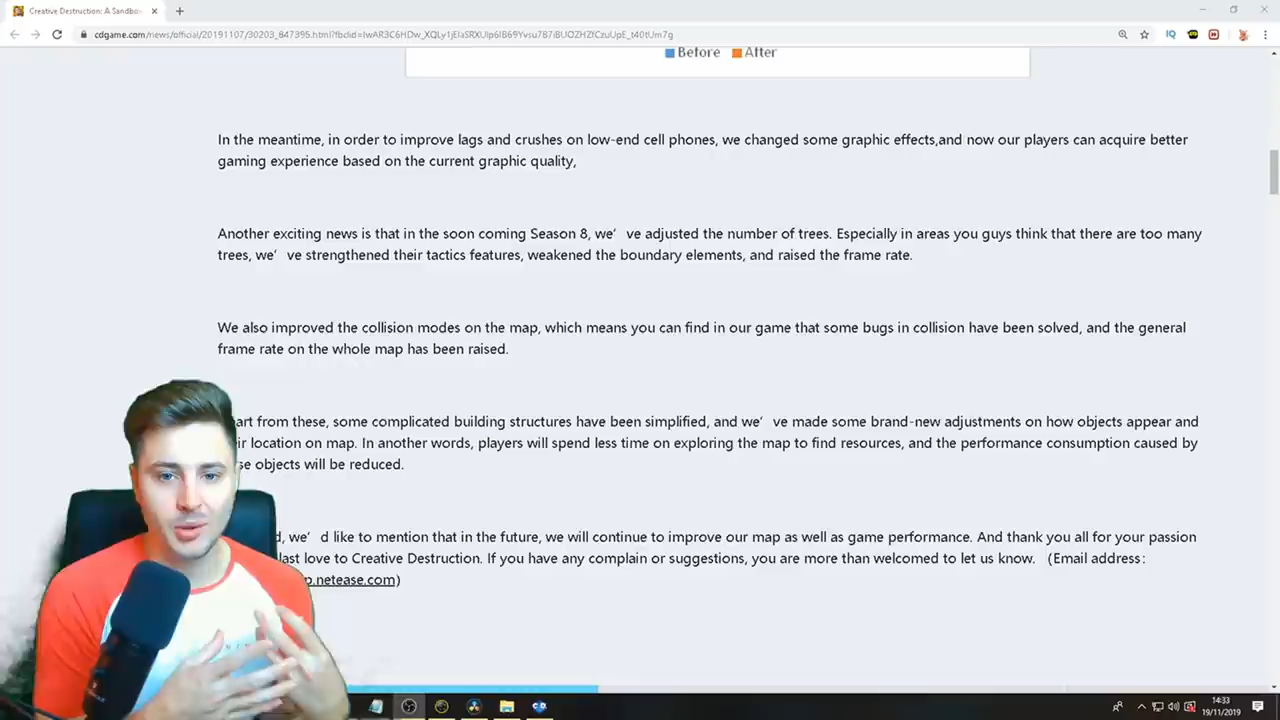 Creative Destruction: A Sandbox
cdgame.com/news/official/20191107/30203_847395.html
Before After
In the meantime, in order to improve lags and crushes on low-end cell phones, we changed some graphic effects,and now our players can acquire better
gaming experience based on the current graphic quality,
Another exciting news is that in the soon coming Season 8, we' ve adjusted the number of trees. Especially in areas you guys think that there are too many
trees, we' ve strengthened their tactics features, weakened the boundary elements, and raised the frame rate.
We also improved the collision modes on the map, which means you can find in our game that some bugs in collision have been solved, and the general
frame rate on the whole map has been raised.
art from these, some complicated building structures have been simplified, and we' ve made some brand-new adjustments on how objects appear and
ir location on map. In another words, players will spend less time on exploring the map to find resources, and the performance consumption caused by
se objects will be reduced.
d, we' d like to mention that in the future, we will continue to improve our map as well as game performance. And thank you all for your passion
last love to Creative Destruction. If you have any complain or suggestions, you are more than welcomed to let us know. (Email address:
p.netease.com)
14:33
19/11/2019